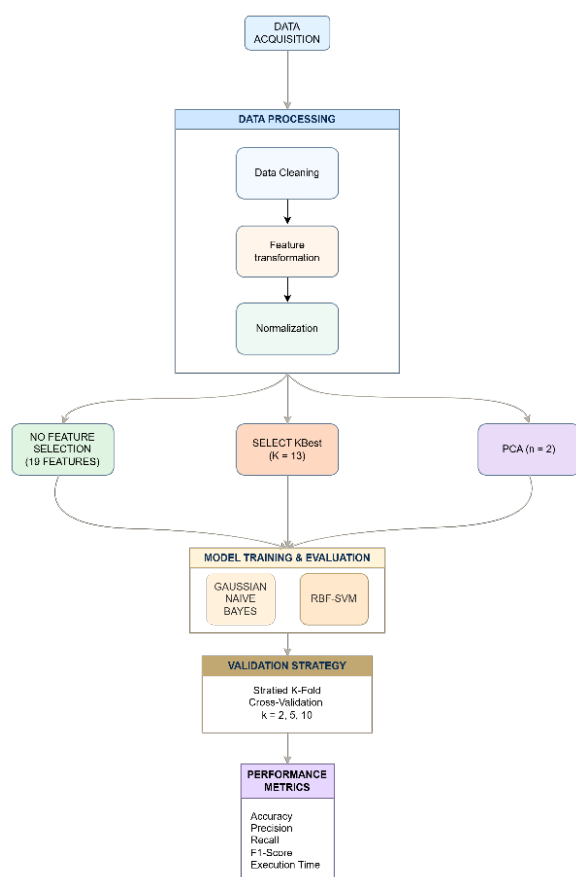 DATA
ACQUISITION
DATA PROCESSING
Data Cleaning
Feature
transformation
Normalization
NO FEATURE
SELECTION
(19 FEATURES)
SELECT KBest
(K = 13)
PCA (n = 2)
MODEL TRAINING & EVALUATION
GAUSSIAN
NAIVE
BAYES
RBF-SVM
VALIDATION STRATEGY
Stratied K-Fold
Cross-Validation
k = 2, 5, 10
PERFORMANCE
METRICS
Accuracy
Precision
Recall
F1-Score
Execution Time